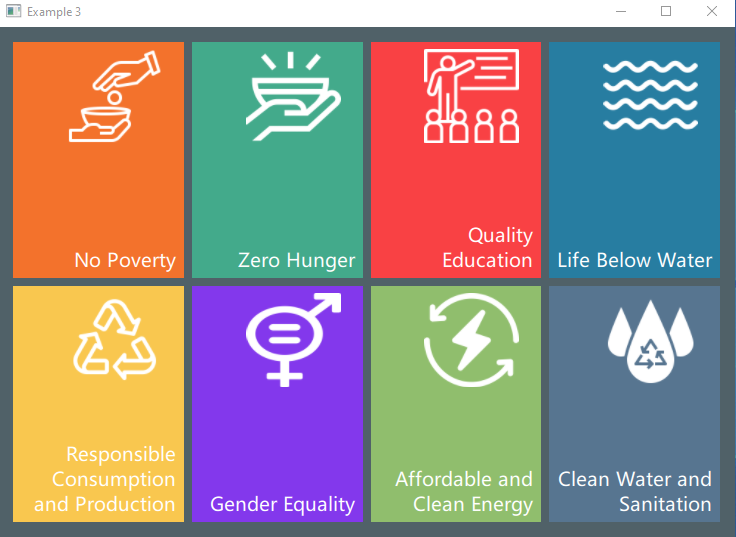 Example 3
No Poverty
Zero Hunger
Quality
Education
Life Below Water
Responsible
Consumption
and Production
Gender Equality
Affordable and
Clean Energy
Clean Water and
Sanitation